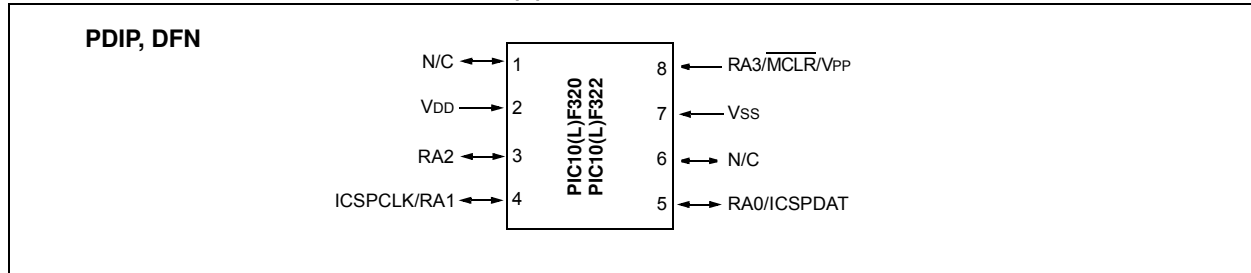 PDIP, DFN
N/C 1 8 RA3/MCLR/VPP
VDD 2 7 VSS
RA2 3 6 N/C
ICSPCLK/RA1 4 5 RA0/ICSPDAT
PIC10(L)F320
PIC10(L)F322